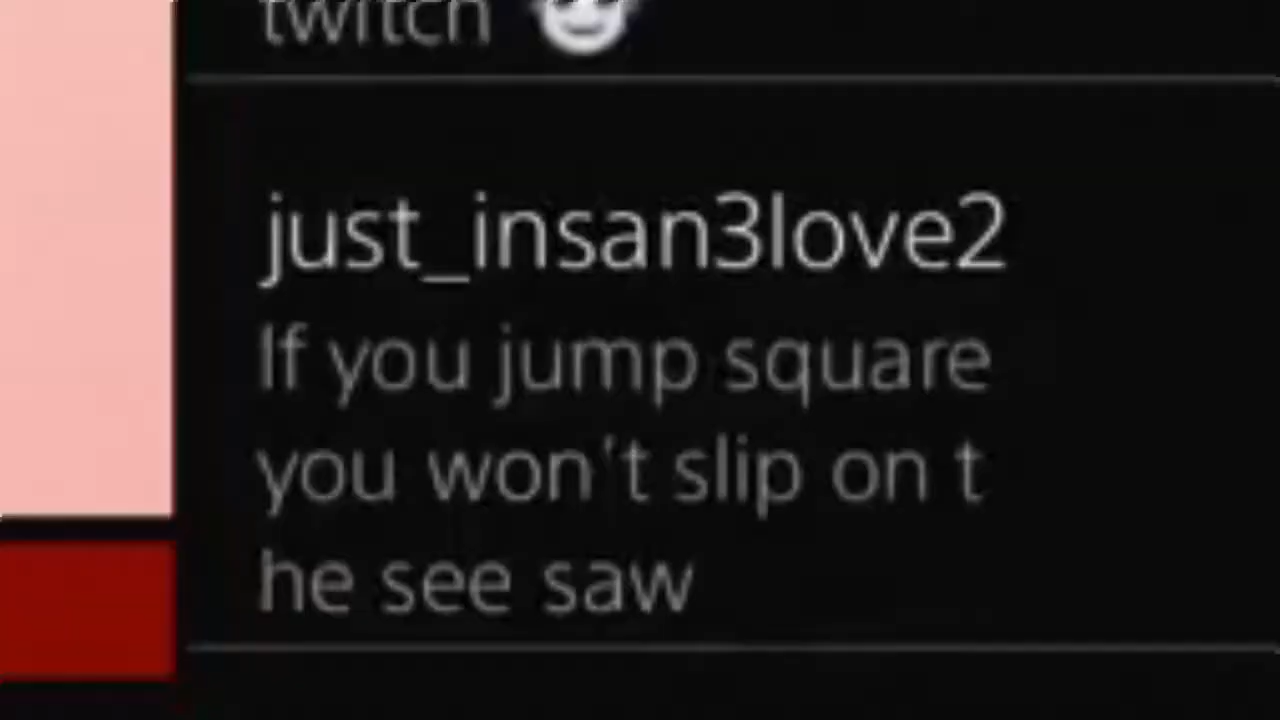 twitch
just_insan3love2
If you jump square
you won't slip on t
he see saw